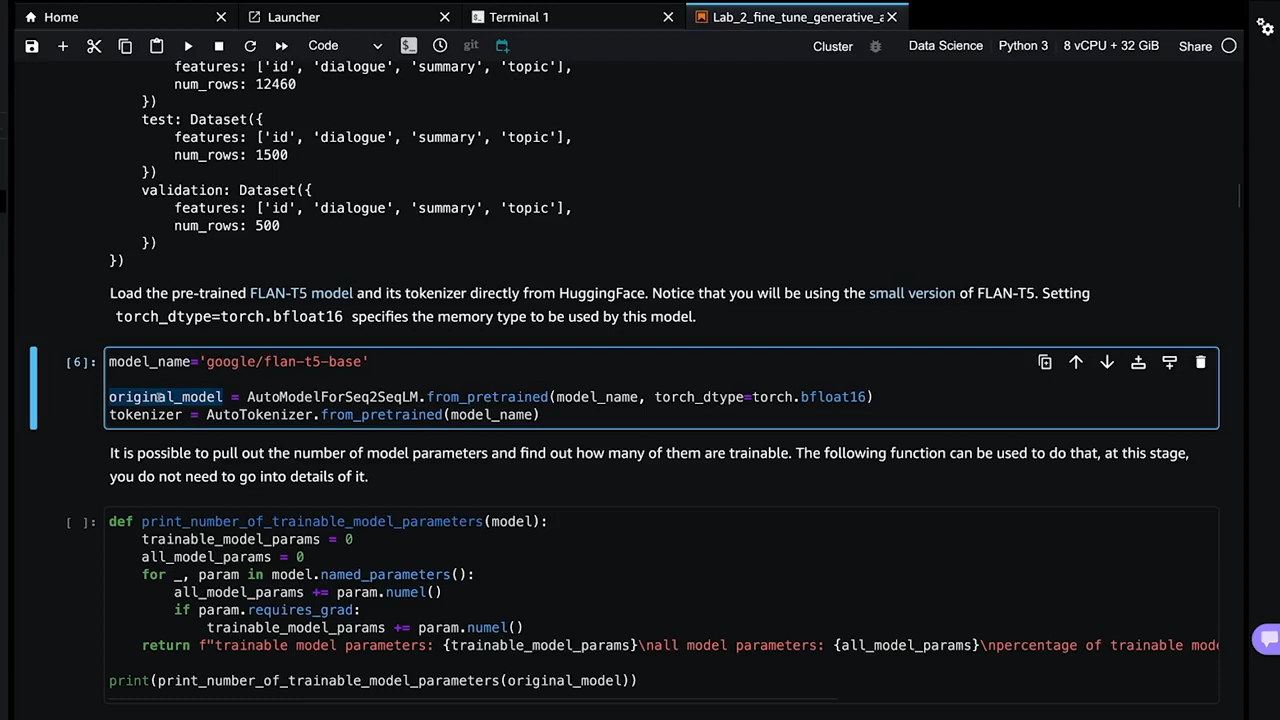 Home
Launcher
Terminal 1
Lab_2_fine_tune_generative_a
Code
git
Cluster
Data Science
Python 3
8 vCPU + 32 GiB
Share
features: ['id', 'dialogue', 'summary', 'topic'],
num_rows: 12460
})
test: Dataset({
features: ['id', 'dialogue', 'summary', 'topic'],
num_rows: 1500
})
validation: Dataset({
features: ['id', 'dialogue', 'summary', 'topic'],
num_rows: 500
})
})
Load the pre-trained FLAN-T5 model and its tokenizer directly from HuggingFace. Notice that you will be using the small version of FLAN-T5. Setting
torch_dtype=torch.bfloat16 specifies the memory type to be used by this model.
[6]: model_name='google/flan-t5-base'
original_model = AutoModelForSeq2SeqLM.from_pretrained(model_name, torch_dtype=torch.bfloat16)
tokenizer = AutoTokenizer.from_pretrained(model_name)
It is possible to pull out the number of model parameters and find out how many of them are trainable. The following function can be used to do that, at this stage,
you do not need to go into details of it.
[ ]: def print_number_of_trainable_model_parameters(model):
trainable_model_params = 0
all_model_params = 0
for _, param in model.named_parameters():
all_model_params += param.numel()
if param.requires_grad:
trainable_model_params += param.numel()
return f"trainable model parameters: {trainable_model_params}\nall model parameters: {all_model_params}\npercentage of trainable mod
print(print_number_of_trainable_model_parameters(original_model))